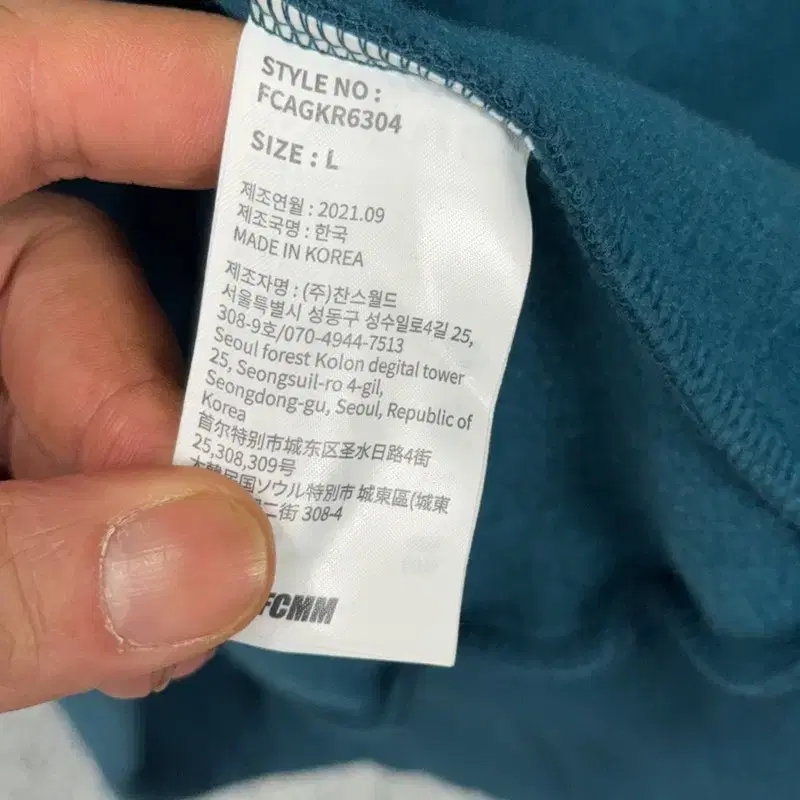 STYLE NO :
FCAGKR6304
SIZE : L
제조연월 : 2021.09
제조국명 : 한국
MADE IN KOREA
제조자명 : (주)찬스월드
서울특별시 성동구 성수일로4길 25,
308-9호/070-4944-7513
Seoul forest Kolon degital tower
25, Seongsuil-ro 4-gil,
Seongdong-gu, Seoul, Republic of
Korea
首尔特别市城东区圣水日路4街
25,308,309号
大韓民国ソウル特別市 城東區(城東
二街 308-4
FCMM